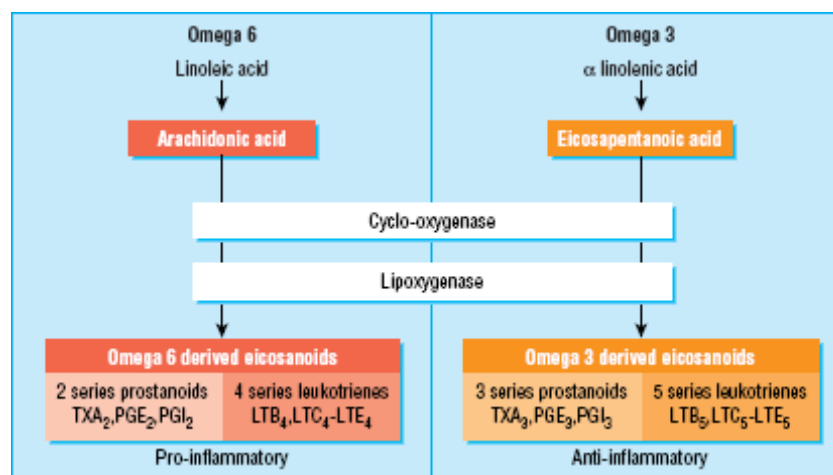 Omega 6
Omega 3
Linoleic acid
α linolenic acid
Arachidonic acid
Eicosapentanoic acid
Cyclo-oxygenase
Lipoxygenase
Omega 6 derived eicosanoids
2 series prostanoids
TXA₂,PGE₂,PGI₂
4 series leukotrienes
LTB₄,LTC₄-LTE₄
Pro-inflammatory
Omega 3 derived eicosanoids
3 series prostanoids
TXA₃,PGE₃,PGI₃
5 series leukotrienes
LTB₅,LTC₅-LTE₅
Anti-inflammatory